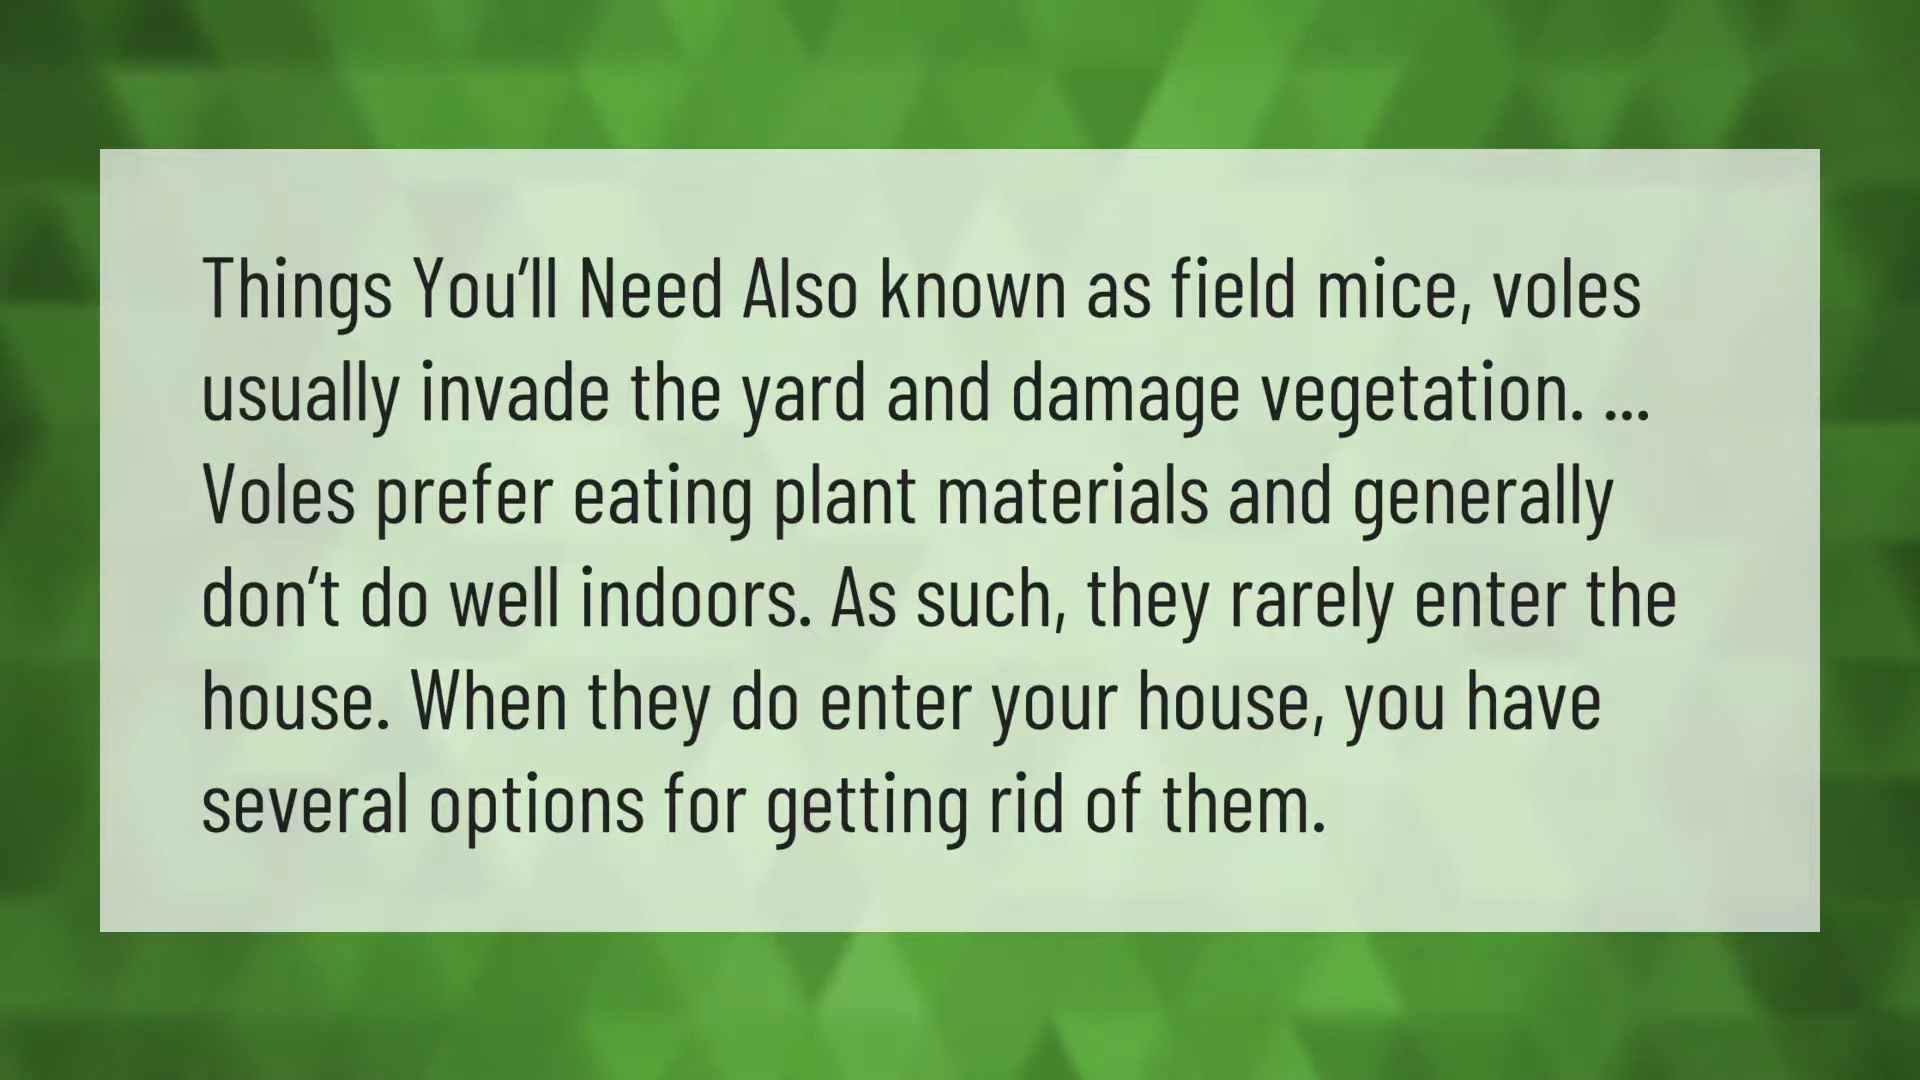 Things You’ll Need Also known as field mice, voles
usually invade the yard and damage vegetation. ...
Voles prefer eating plant materials and generally
don’t do well indoors. As such, they rarely enter the
house. When they do enter your house, you have
several options for getting rid of them.